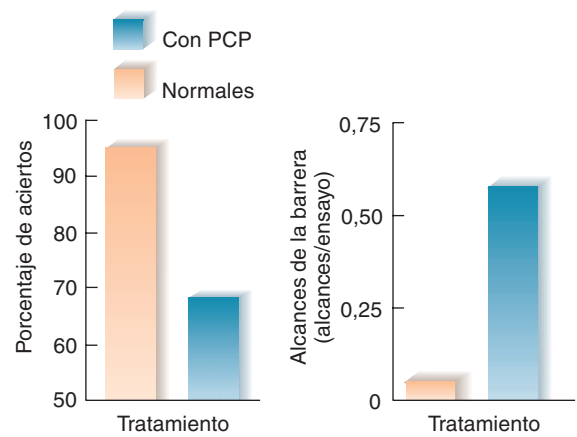 Con PCP
Normales
Porcentaje de aciertos
100
90
80
70
60
50
Tratamiento
Alcances de la barrera
(alcances/ensayo)
0,75
0,50
0,25
0
Tratamiento